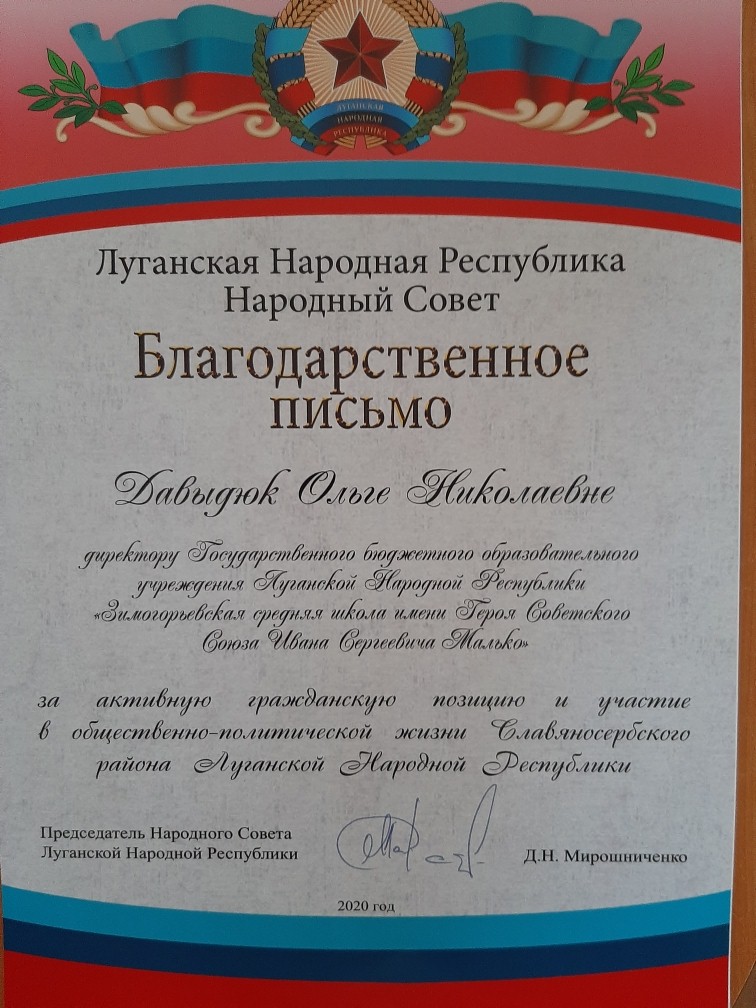 ЛУГАНСКАЯ
НАРОДНАЯ
РЕСПУБЛИКА
Луганская Народная Республика
Народный Совет
Благодарственное
письмо
Давыдюк Ольге Николаевне
директору Государственного бюджетного образовательного
учреждения Луганской Народной Республики
«Зимогорьевская средняя школа имени Героя Советского
Союза Ивана Сергеевича Малько»
за активную гражданскую позицию и участие
в общественно-политической жизни Славяносербского
района Луганской Народной Республики
Председатель Народного Совета
Луганской Народной Республики
Д.Н. Мирошниченко
2020 год